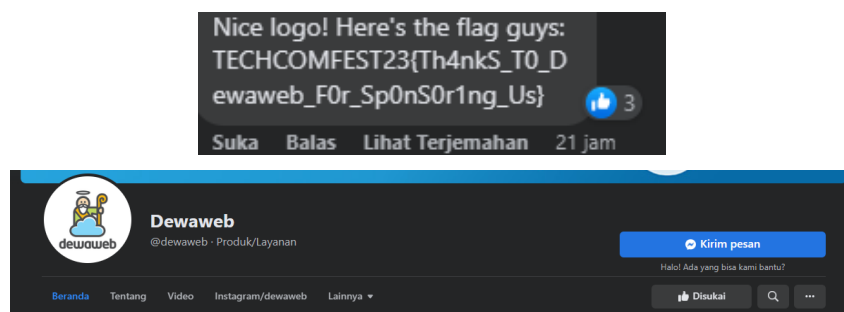 Nice logo! Here's the flag guys:
TECHCOMFEST23{Th4nkS_T0_D
ewaweb_F0r_Sp0nS0r1ng_Us}
3
Suka Balas Lihat Terjemahan 21 jam
dewaweb
Dewaweb
@dewaweb · Produk/Layanan
Kirim pesan
Halo! Ada yang bisa kami bantu?
Beranda Tentang Video Instagram/dewaweb Lainnya
Disukai